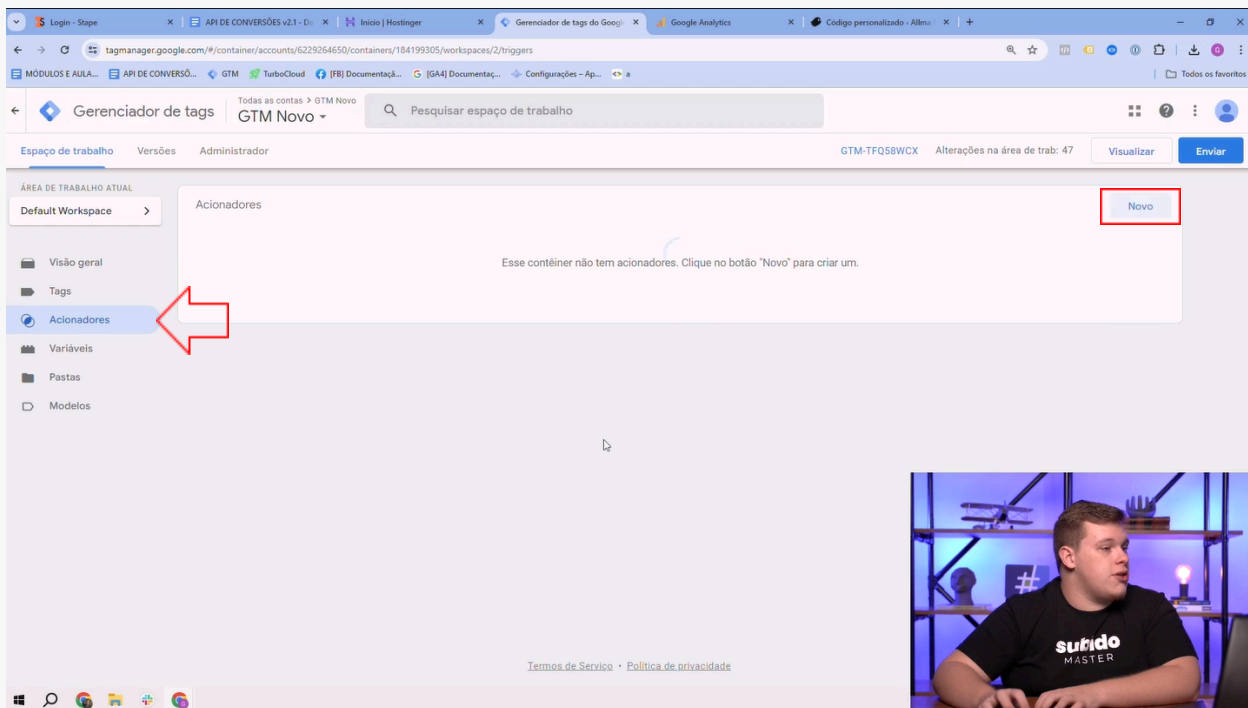 Login - Stape
API DE CONVERSÕES v2.1 - Do
Inicio | Hostinger
Gerenciador de tags do Googl
Google Analytics
Código personalizado ‹ Allma
tagmanager.google.com/#/container/accounts/6229264650/containers/184199305/workspaces/2/triggers
MÓDULOS E AULA...
API DE CONVERSÕ...
GTM
TurboCloud
[FB] Documentaçã...
[GA4] Documentaç...
Configurações – Ap...
a
Todos os favoritos
Gerenciador de tags
Todas as contas > GTM Novo
GTM Novo
Pesquisar espaço de trabalho
Espaço de trabalho
Versões
Administrador
GTM-TFQ58WCX
Alterações na área de trab: 47
Visualizar
Enviar
ÁREA DE TRABALHO ATUAL
Default Workspace
Acionadores
Novo
Esse contêiner não tem acionadores. Clique no botão "Novo" para criar um.
Visão geral
Tags
Acionadores
Variáveis
Pastas
Modelos
#
subido
MASTER
Termos de Serviço · Política de privacidade